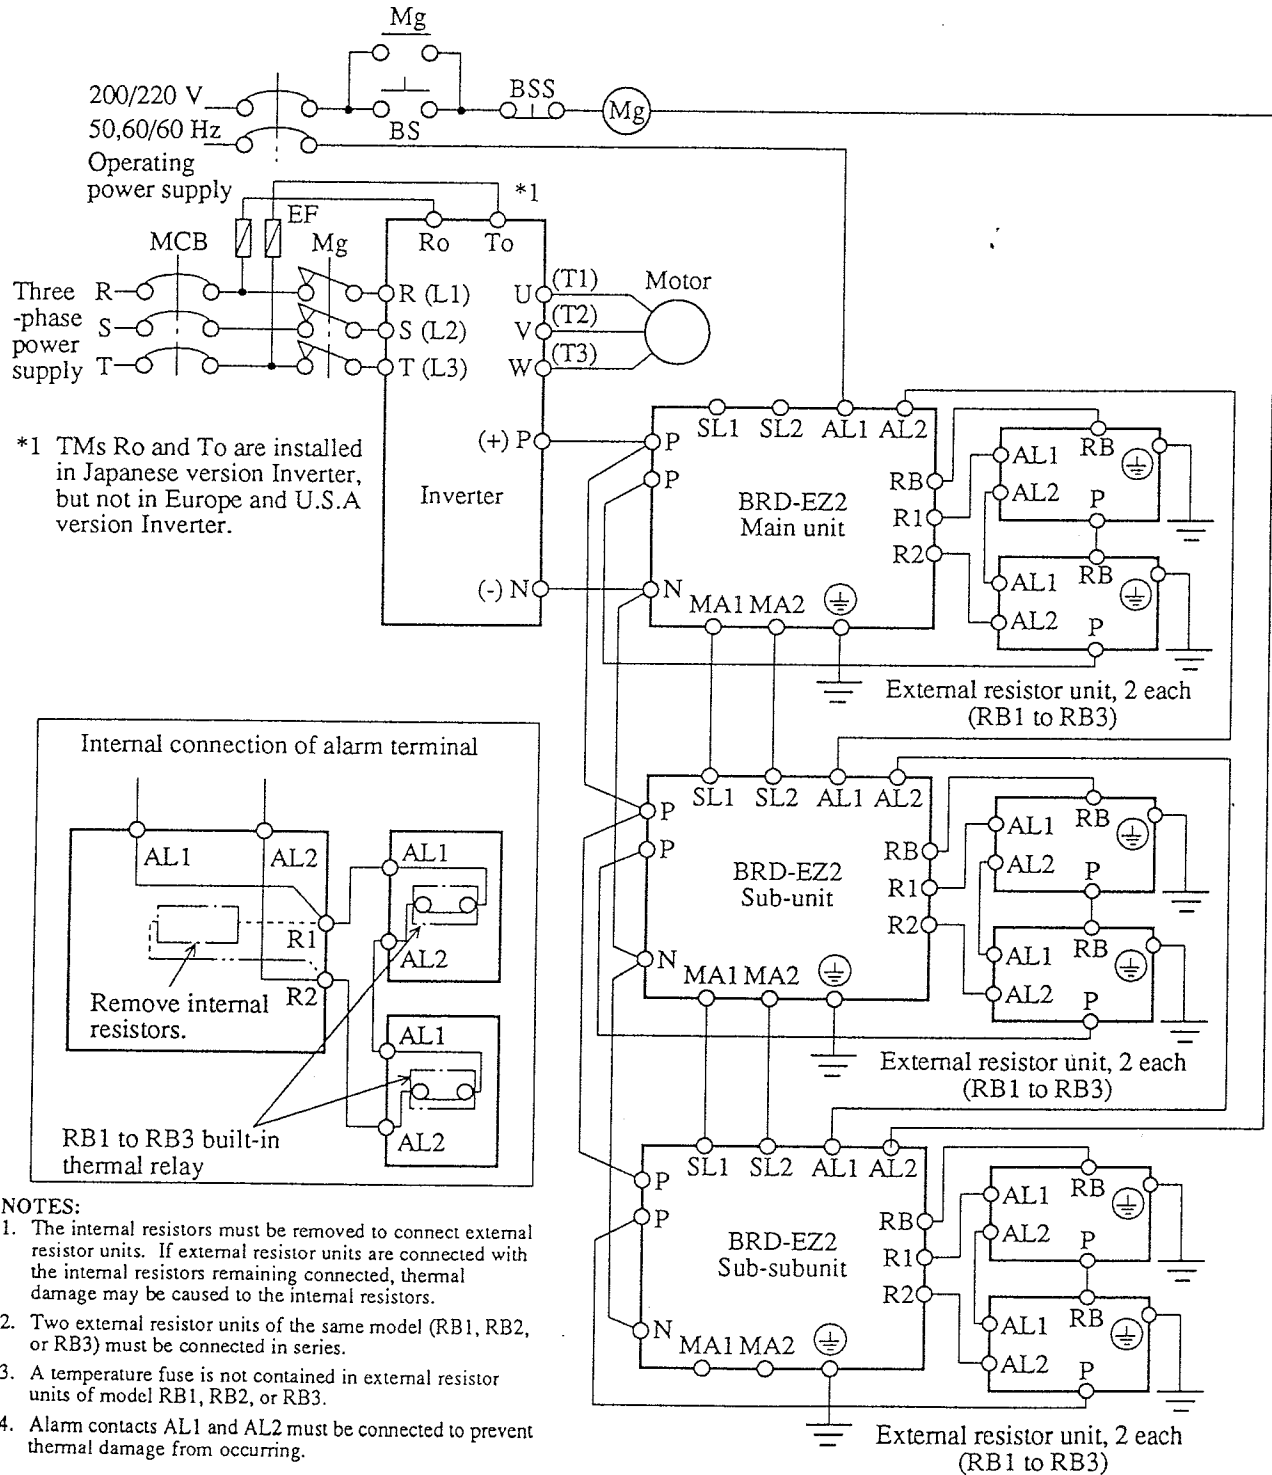 Mg
200/220 V
BSS
Mg
50,60/60 Hz
BS
Operating
power supply
*1
EF
Ro
To
MCB
Mg
Three
-phase
power
supply
R
S
T
R (L1)
S (L2)
T (L3)
U
V
W
(T1)
(T2)
(T3)
Motor
*1 TMs Ro and To are installed
in Japanese version Inverter,
but not in Europe and U.S.A
version Inverter.
(+) P
Inverter
(-) N
SL1
SL2
AL1
AL2
P
P
BRD-EZ2
Main unit
RB
R1
R2
N
MA1 MA2
AL1
RB
AL2
P
AL1
RB
AL2
P
External resistor unit, 2 each
(RB1 to RB3)
Internal connection of alarm terminal
AL1
AL2
AL1
R1
AL2
R2
Remove internal
resistors.
AL1
AL2
RB1 to RB3 built-in
thermal relay
SL1
SL2
AL1
AL2
P
P
BRD-EZ2
Sub-unit
RB
R1
R2
N
MA1 MA2
AL1
RB
AL2
P
AL1
RB
AL2
P
External resistor unit, 2 each
(RB1 to RB3)
SL1
SL2
AL1
AL2
P
P
BRD-EZ2
Sub-subunit
RB
R1
R2
N
MA1 MA2
AL1
RB
AL2
P
AL1
RB
AL2
P
External resistor unit, 2 each
(RB1 to RB3)
NOTES:
1. The internal resistors must be removed to connect external
resistor units. If external resistor units are connected with
the internal resistors remaining connected, thermal
damage may be caused to the internal resistors.
2. Two external resistor units of the same model (RB1, RB2,
or RB3) must be connected in series.
3. A temperature fuse is not contained in external resistor
units of model RB1, RB2, or RB3.
4. Alarm contacts AL1 and AL2 must be connected to prevent
thermal damage from occurring.